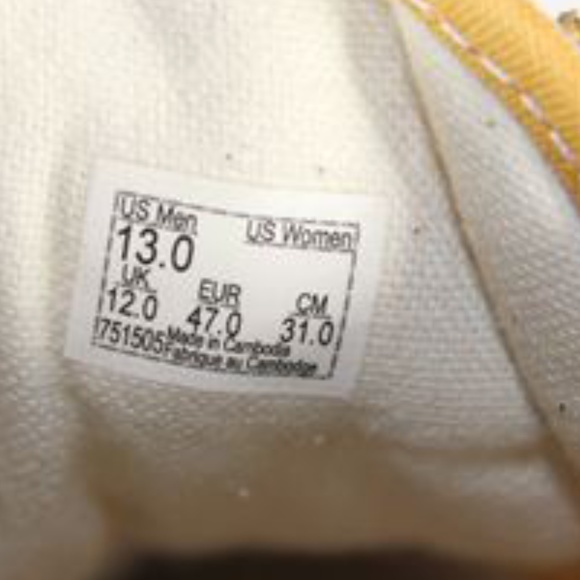 US Men US Women
13.0
UK EUR CM
12.0 47.0 31.0
751505 Made in Cambodia
Fabriqué au Cambodge